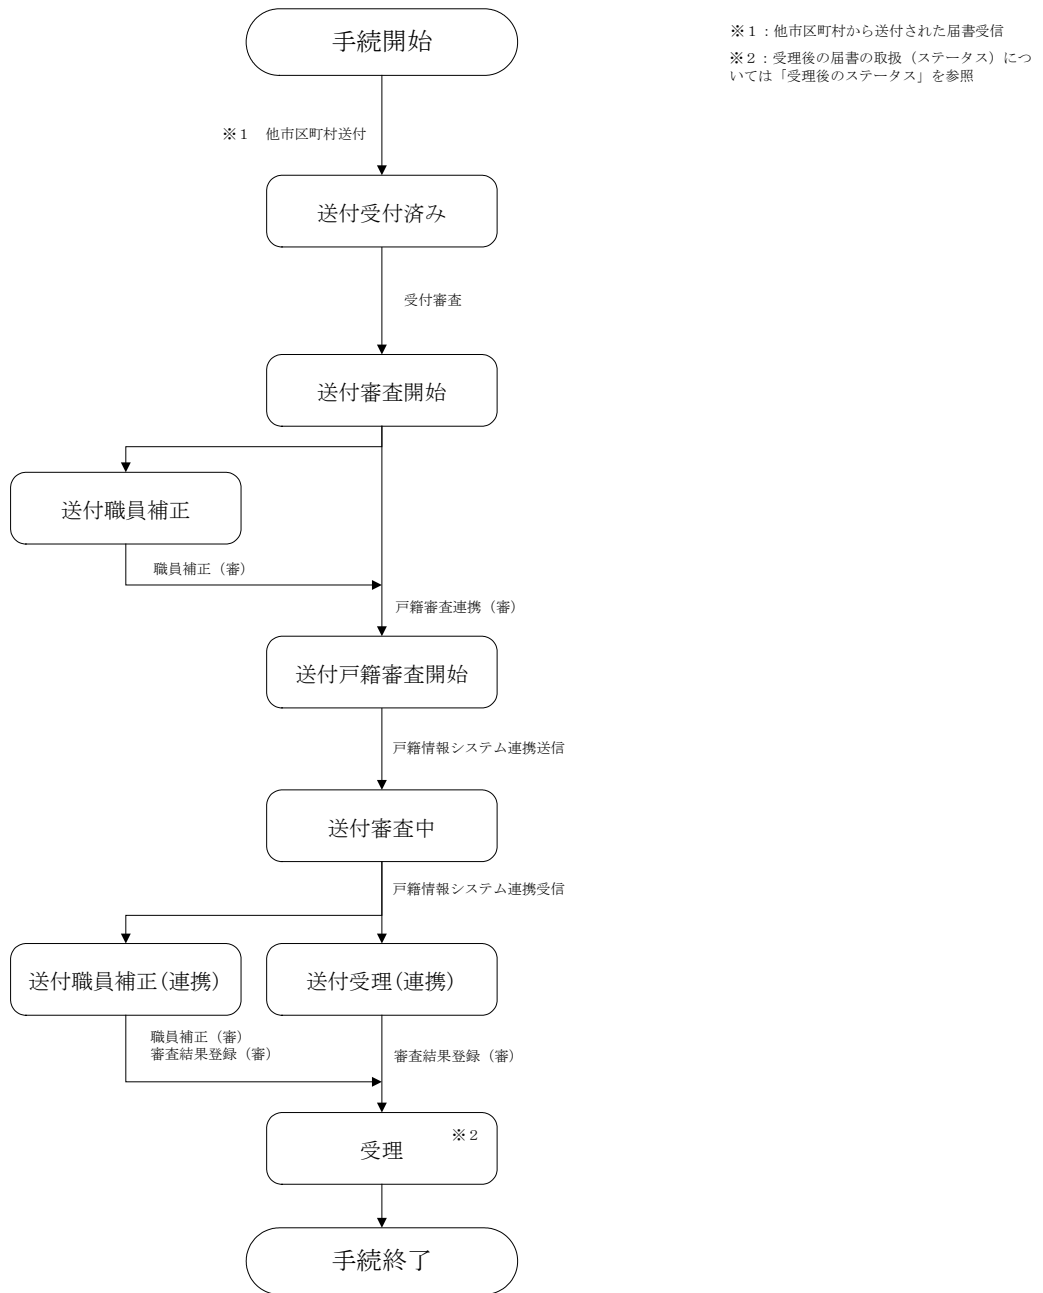 手続開始
※１：他市区町村から送付された届書受信
※２：受理後の届書の取扱（ステータス）につ
いては「受理後のステータス」を参照
※１　他市区町村送付
送付受付済み
受付審査
送付審査開始
送付職員補正
職員補正（審）
戸籍審査連携（審）
送付戸籍審査開始
戸籍情報システム連携送信
送付審査中
戸籍情報システム連携受信
送付職員補正(連携)
送付受理(連携)
職員補正（審）
審査結果登録（審）
審査結果登録（審）
※２
受理
手続終了